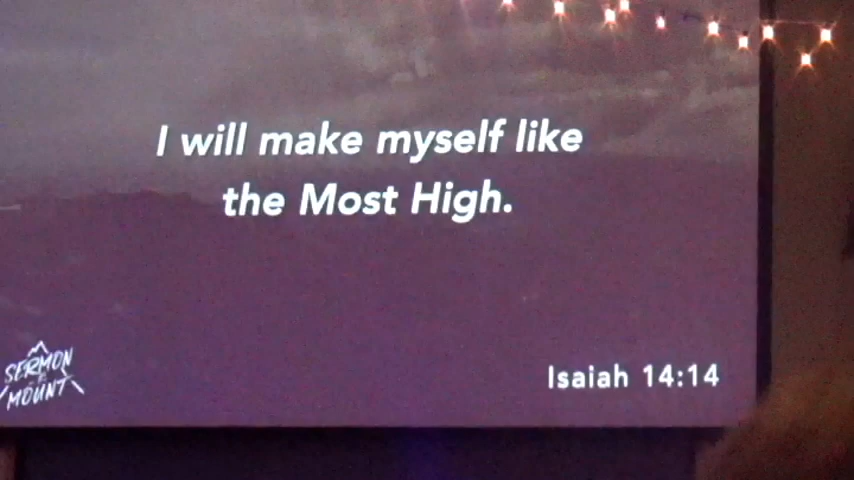 I will make myself like
the Most High.
Isaiah 14:14
SERMON
MOUNT